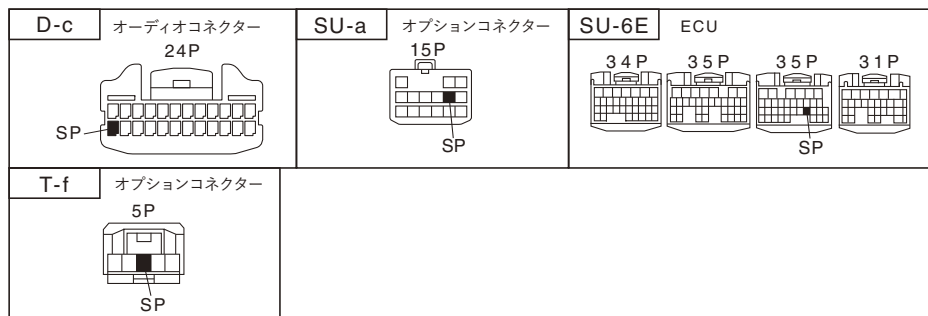 D-c オーディオコネクター
24P
SP
SU-a オプションコネクター
15P
SP
SU-6E ECU
34P 35P 35P 31P
SP
T-f オプションコネクター
5P
SP